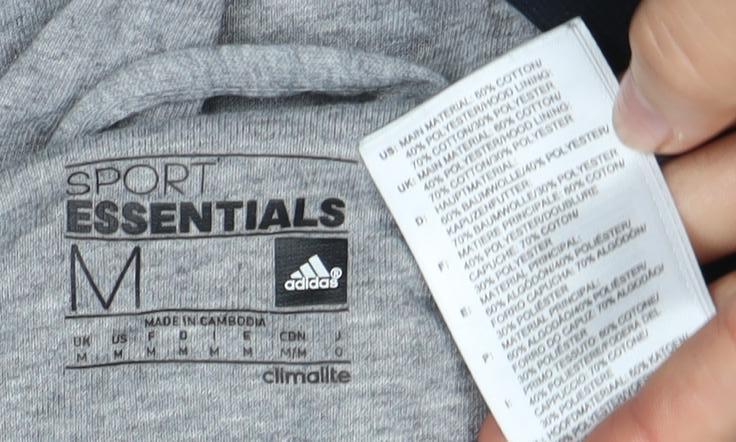 SPORT
ESSENTIALS
M
adidas®
MADE IN CAMBODIA
UK US F D I E CDN J
M M M M M M M/M O
climalite
US: MAIN MATERIAL: 60% COTTON/
40% POLYESTER/HOOD LINING:
70% COTTON/30% POLYESTER
UK: MAIN MATERIAL: 60% COTTON/
40% POLYESTER/HOOD LINING:
70% COTTON/30% POLYESTER
D: HAUPTMATERIAL:
60% BAUMWOLLE/40% POLYESTER/
KAPUZENFUTTER:
70% BAUMWOLLE/30% POLYESTER
F: MATIERE PRINCIPALE: 60% COTON/
40% POLYESTER/DOUBLURE
CAPUCHE: 70% COTON/
30% POLYESTER
E: MATERIAL PRINCIPAL:
60% ALGODÓN/40% POLIÉSTER/
FORRO CAPUCHA: 70% ALGODÓN/
30% POLIÉSTER
P: MATERIAL PRINCIPAL:
60% ALGODÃO/40% POLIÉSTER/
FORRO DO CAPUZ: 70% ALGODÃO/
30% POLIÉSTER
I: PRIMO TESSUTO: 60% COTONE/
40% POLIESTERE/FODERA DEL
CAPPUCCIO 70% COTONE/
30% POLIESTERE
HOOFDMATERIAAL: 60% KATOEN/
POLYESTER/